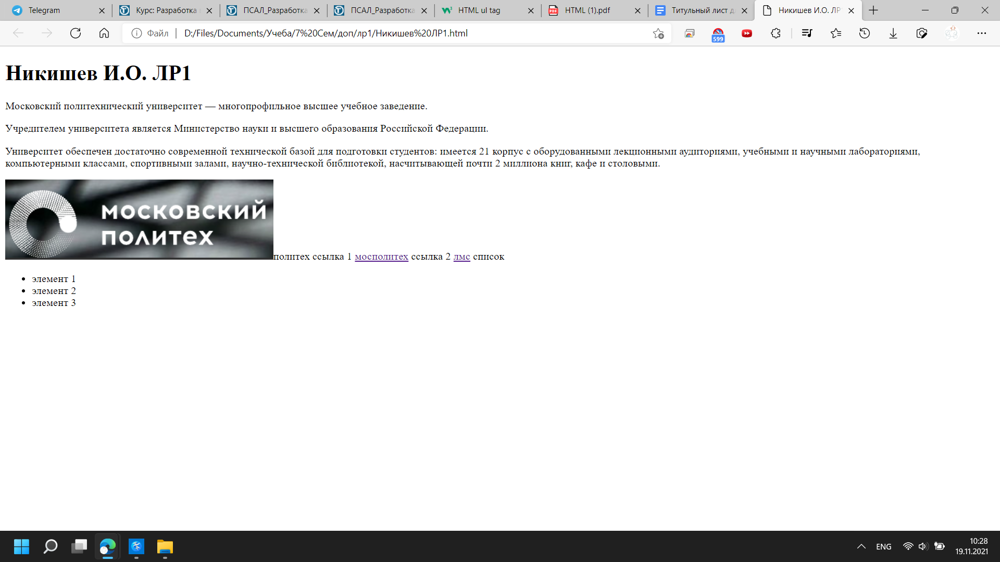 Telegram
Курс: Разработка
ПСАЛ_Разработка
ПСАЛ_Разработка
HTML ul tag
HTML (1).pdf
Титульный лист д
Никишев И.О. ЛР
Файл
D:/Files/Documents/Учеба/7%20Сем/доп/лр1/Никишев%20ЛР1.html
599
Никишев И.О. ЛР1
Московский политехнический университет — многопрофильное высшее учебное заведение.
Учредителем университета является Министерство науки и высшего образования Российской Федерации.
Университет обеспечен достаточно современной технической базой для подготовки студентов: имеется 21 корпус с оборудованными лекционными аудиториями, учебными и научными лабораториями,
компьютерными классами, спортивными залами, научно-технической библиотекой, насчитывающей почти 2 миллиона книг, кафе и столовыми.
МОСКОВСКИЙ
ПОЛИТЕХ
политех ссылка 1 мосполитех ссылка 2 лмс список
элемент 1
элемент 2
элемент 3
ENG
10:28
19.11.2021